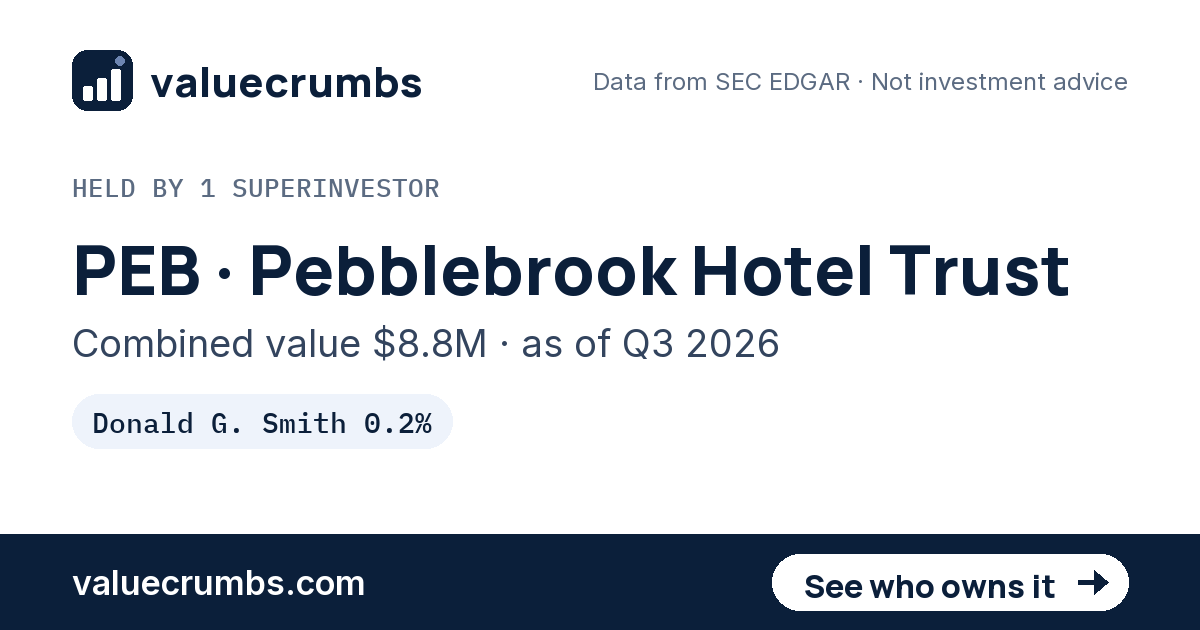 valuecrumbs
Data from SEC EDGAR · Not investment advice
HELD BY 1 SUPERINVESTOR
PEB · Pebblebrook Hotel Trust
Combined value $8.8M · as of Q3 2026
Donald G. Smith 0.2%
valuecrumbs.com
See who owns it →